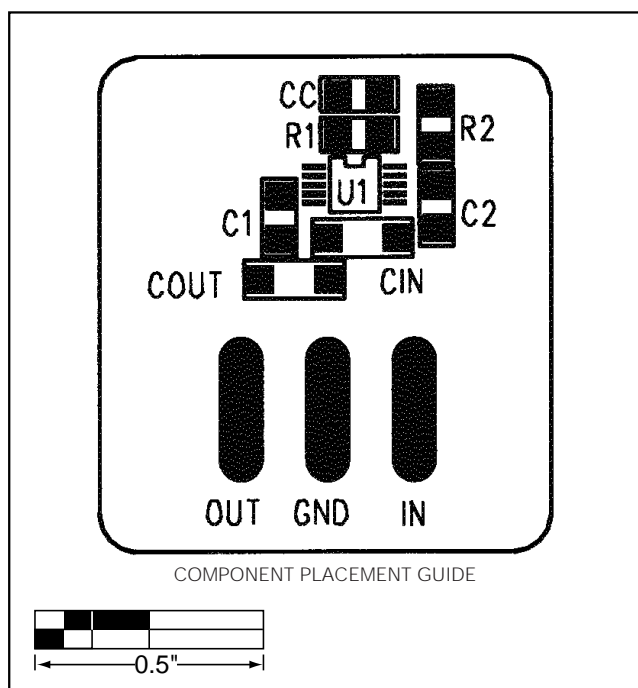 CC
R1
R2
U1
C1
C2
COUT
CIN
OUT GND IN
COMPONENT PLACEMENT GUIDE
0.5"